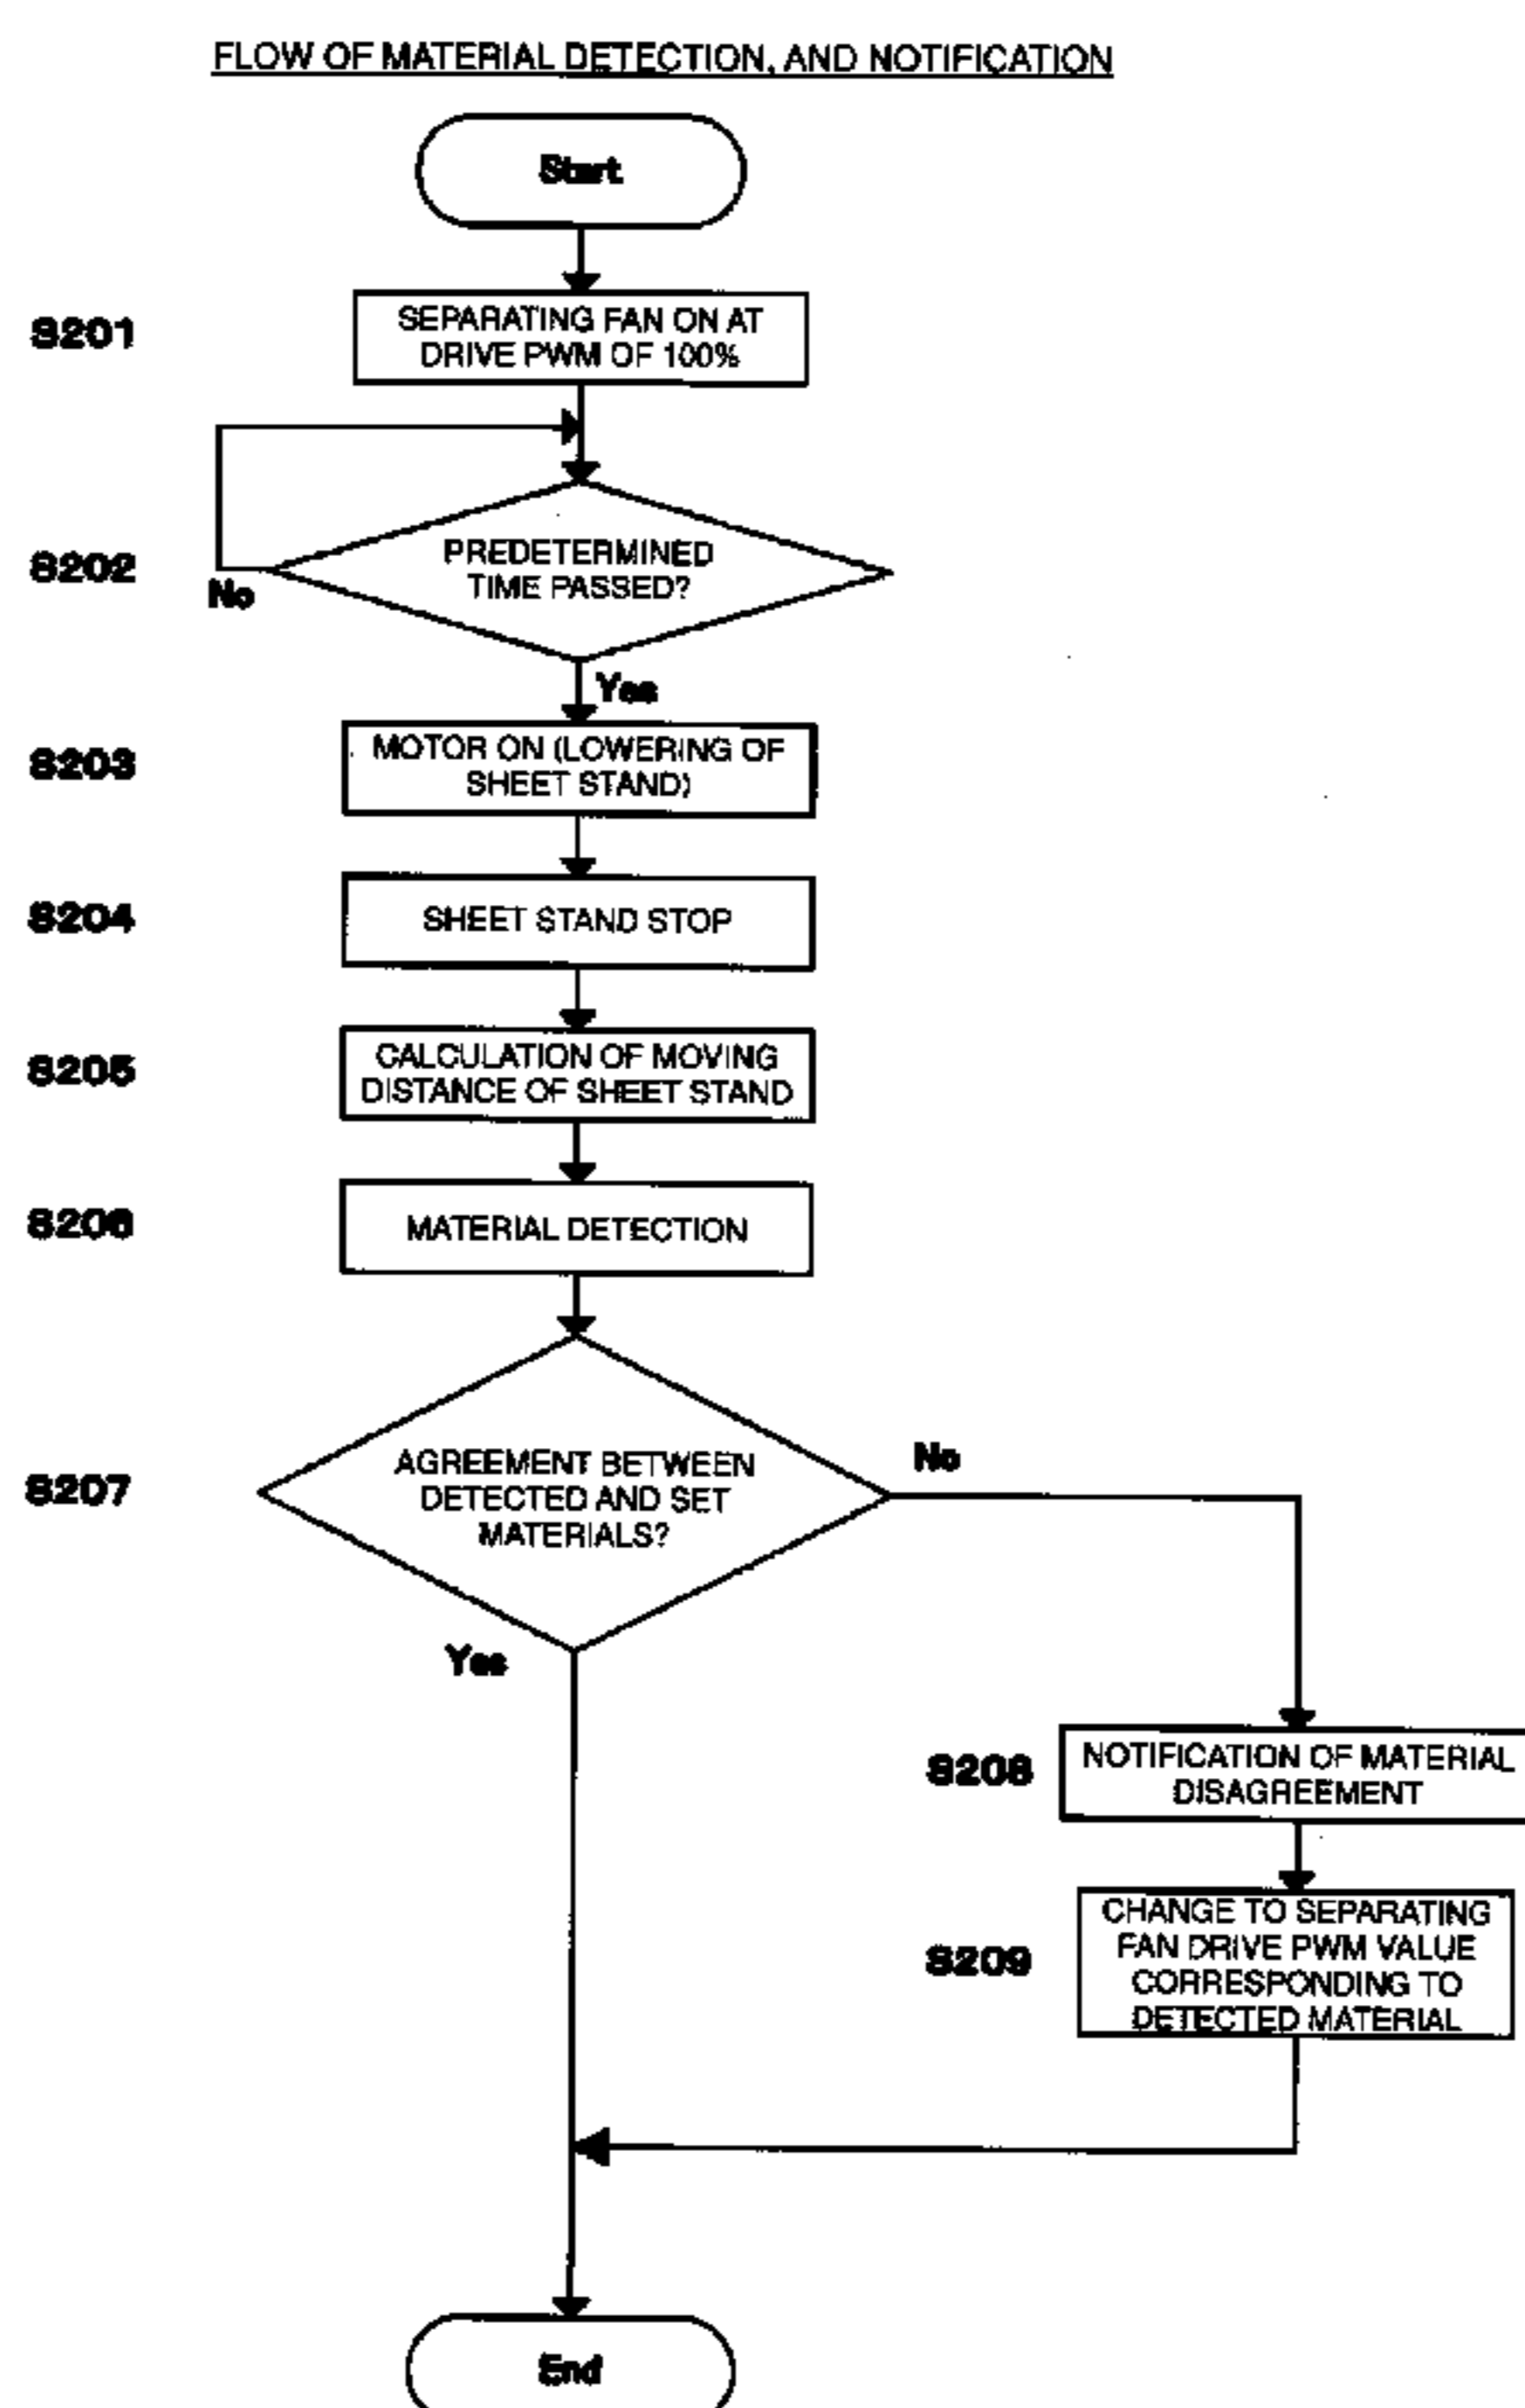 FLOW OF MATERIAL DETECTION, AND NOTIFICATION
Start
S201
SEPARATING FAN ON AT
DRIVE PWM OF 100%
S202
PREDETERMINED
TIME PASSED?
No
Yes
S203
MOTOR ON (LOWERING OF
SHEET STAND)
S204
SHEET STAND STOP
S205
CALCULATION OF MOVING
DISTANCE OF SHEET STAND
S206
MATERIAL DETECTION
S207
AGREEMENT BETWEEN
DETECTED AND SET
MATERIALS?
No
Yes
S208
NOTIFICATION OF MATERIAL
DISAGREEMENT
S209
CHANGE TO SEPARATING
FAN DRIVE PWM VALUE
CORRESPONDING TO
DETECTED MATERIAL
End